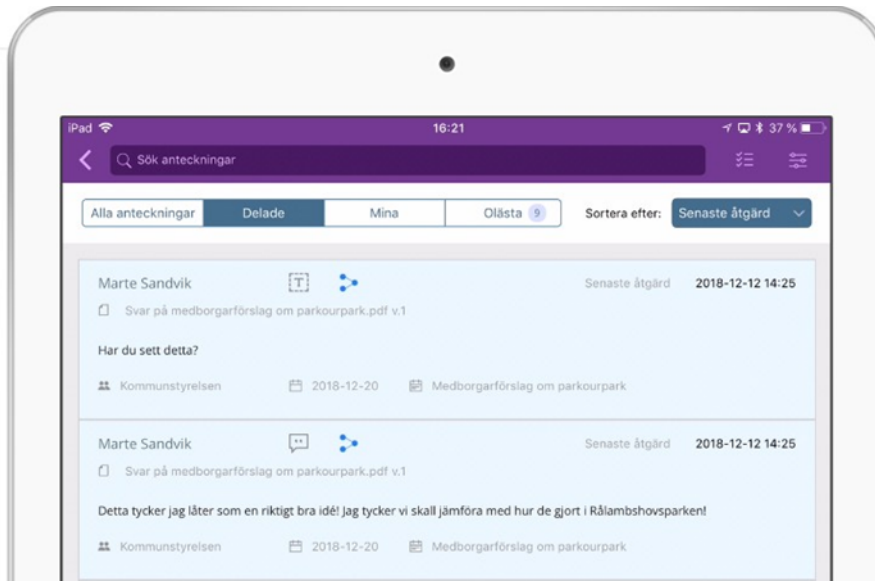 iPad 16:21 37 %
Sök anteckningar
Alla anteckningar Delade Mina Olästa 9 Sortera efter: Senaste åtgärd
Marte Sandvik T Senaste åtgärd 2018-12-12 14:25
Svar på medborgarförslag om parkourpark.pdf v.1
Har du sett detta?
Kommunstyrelsen 2018-12-20 Medborgarförslag om parkourpark
Marte Sandvik Senaste åtgärd 2018-12-12 14:25
Svar på medborgarförslag om parkourpark.pdf v.1
Detta tycker jag låter som en riktigt bra idé! Jag tycker vi skall jämföra med hur de gjort i Rålambshovsparken!
Kommunstyrelsen 2018-12-20 Medborgarförslag om parkourpark